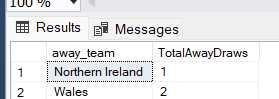 100 %
Results Messages
away_team TotalAwayDraws
1 Northern Ireland 1
2 Wales 2